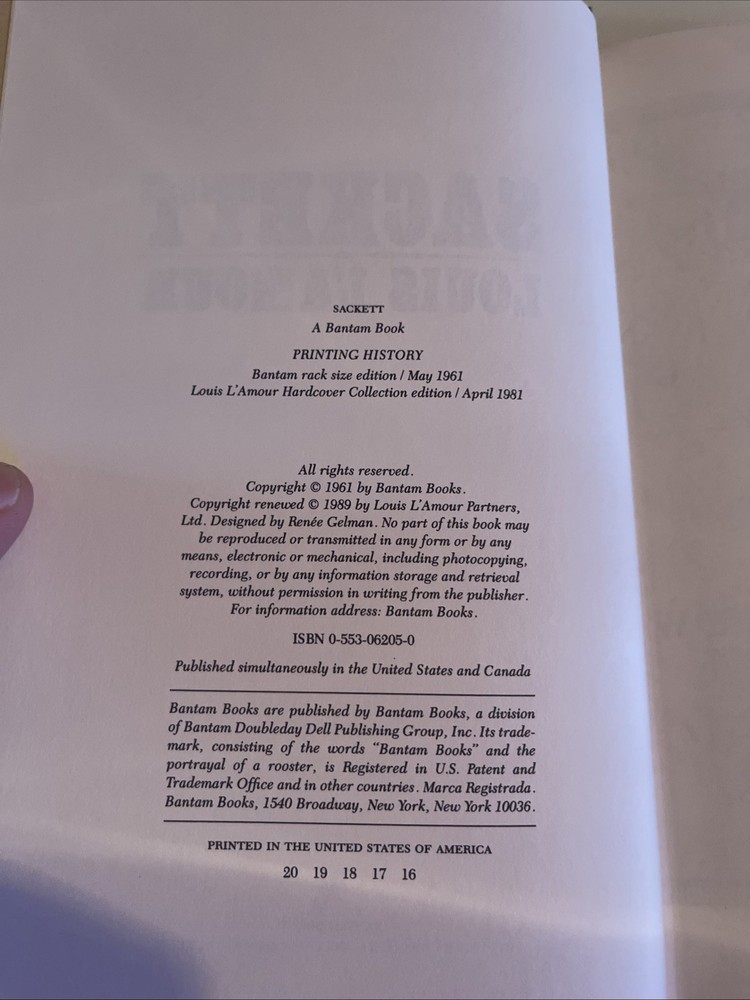 SACKETT
A Bantam Book
PRINTING HISTORY
Bantam rack size edition / May 1961
Louis L'Amour Hardcover Collection edition / April 1981
All rights reserved.
Copyright © 1961 by Bantam Books.
Copyright renewed © 1989 by Louis L'Amour Partners,
Ltd. Designed by Renée Gelman. No part of this book may
be reproduced or transmitted in any form or by any
means, electronic or mechanical, including photocopying,
recording, or by any information storage and retrieval
system, without permission in writing from the publisher.
For information address: Bantam Books.
ISBN 0-553-06205-0
Published simultaneously in the United States and Canada
Bantam Books are published by Bantam Books, a division
of Bantam Doubleday Dell Publishing Group, Inc. Its trade-
mark, consisting of the words "Bantam Books" and the
portrayal of a rooster, is Registered in U.S. Patent and
Trademark Office and in other countries. Marca Registrada.
Bantam Books, 1540 Broadway, New York, New York 10036.
PRINTED IN THE UNITED STATES OF AMERICA
20 19 18 17 16
SACKETT
LOUIS L'AMOUR